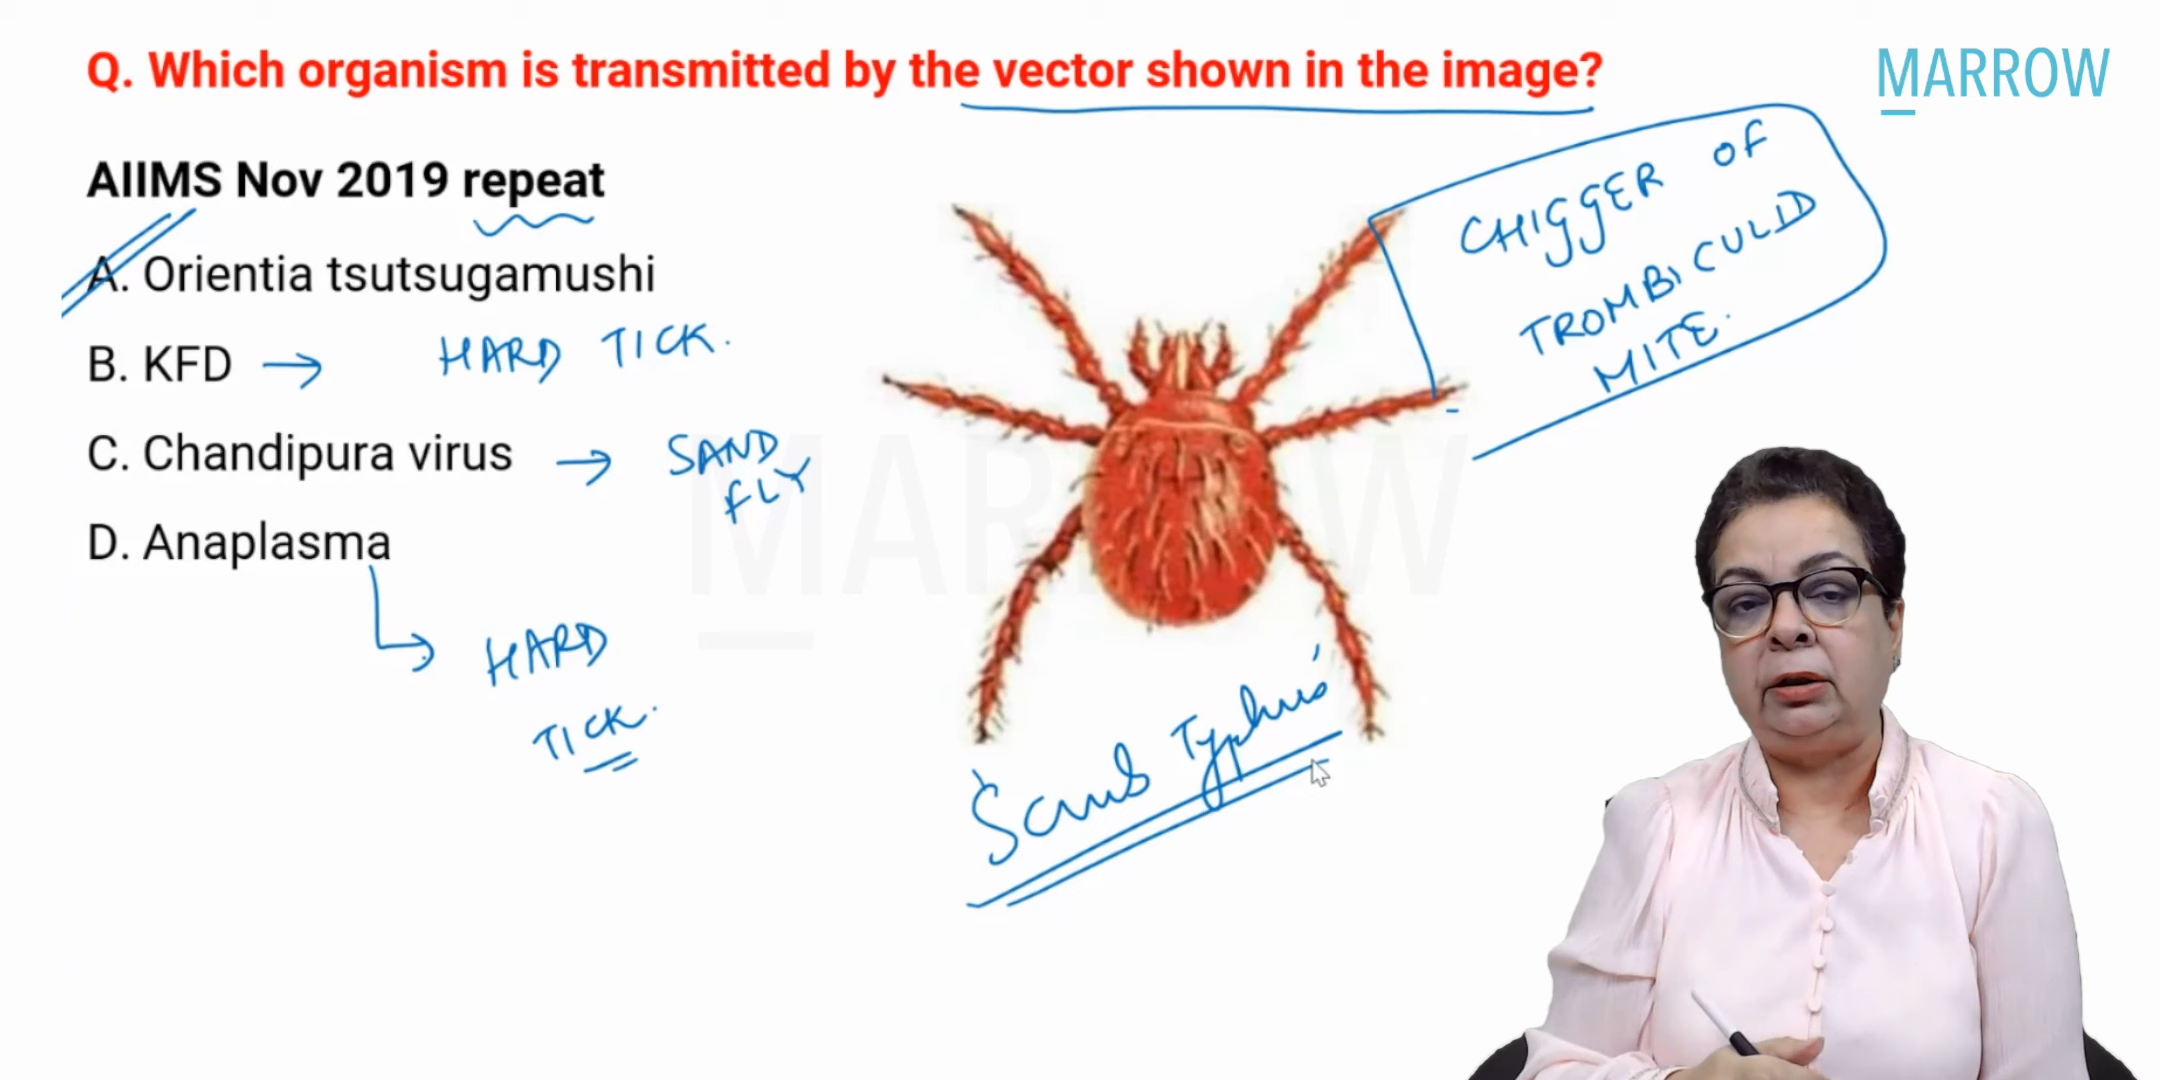 Q. Which organism is transmitted by the vector shown in the image?
MARROW
AIIMS Nov 2019 repeat
A. Orientia tsutsugamushi
B. KFD → HARD TICK.
C. Chandipura virus → SAND
FLY
D. Anaplasma
HARD
TICK.
CHIGGER OF
TROMBICULID
MITE.
Scrub Typhus
MARROW